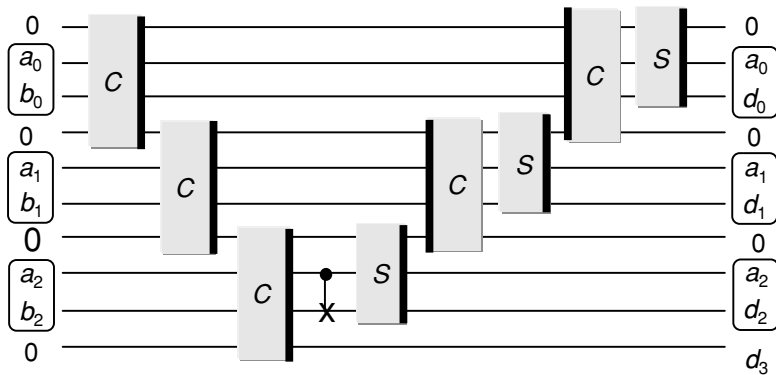 0 0
a₀ C C S a₀
b₀ d₀
0 0
a₁ C C S a₁
b₁ d₁
0 0
a₂ C S a₂
b₂ X d₂
0 d₃